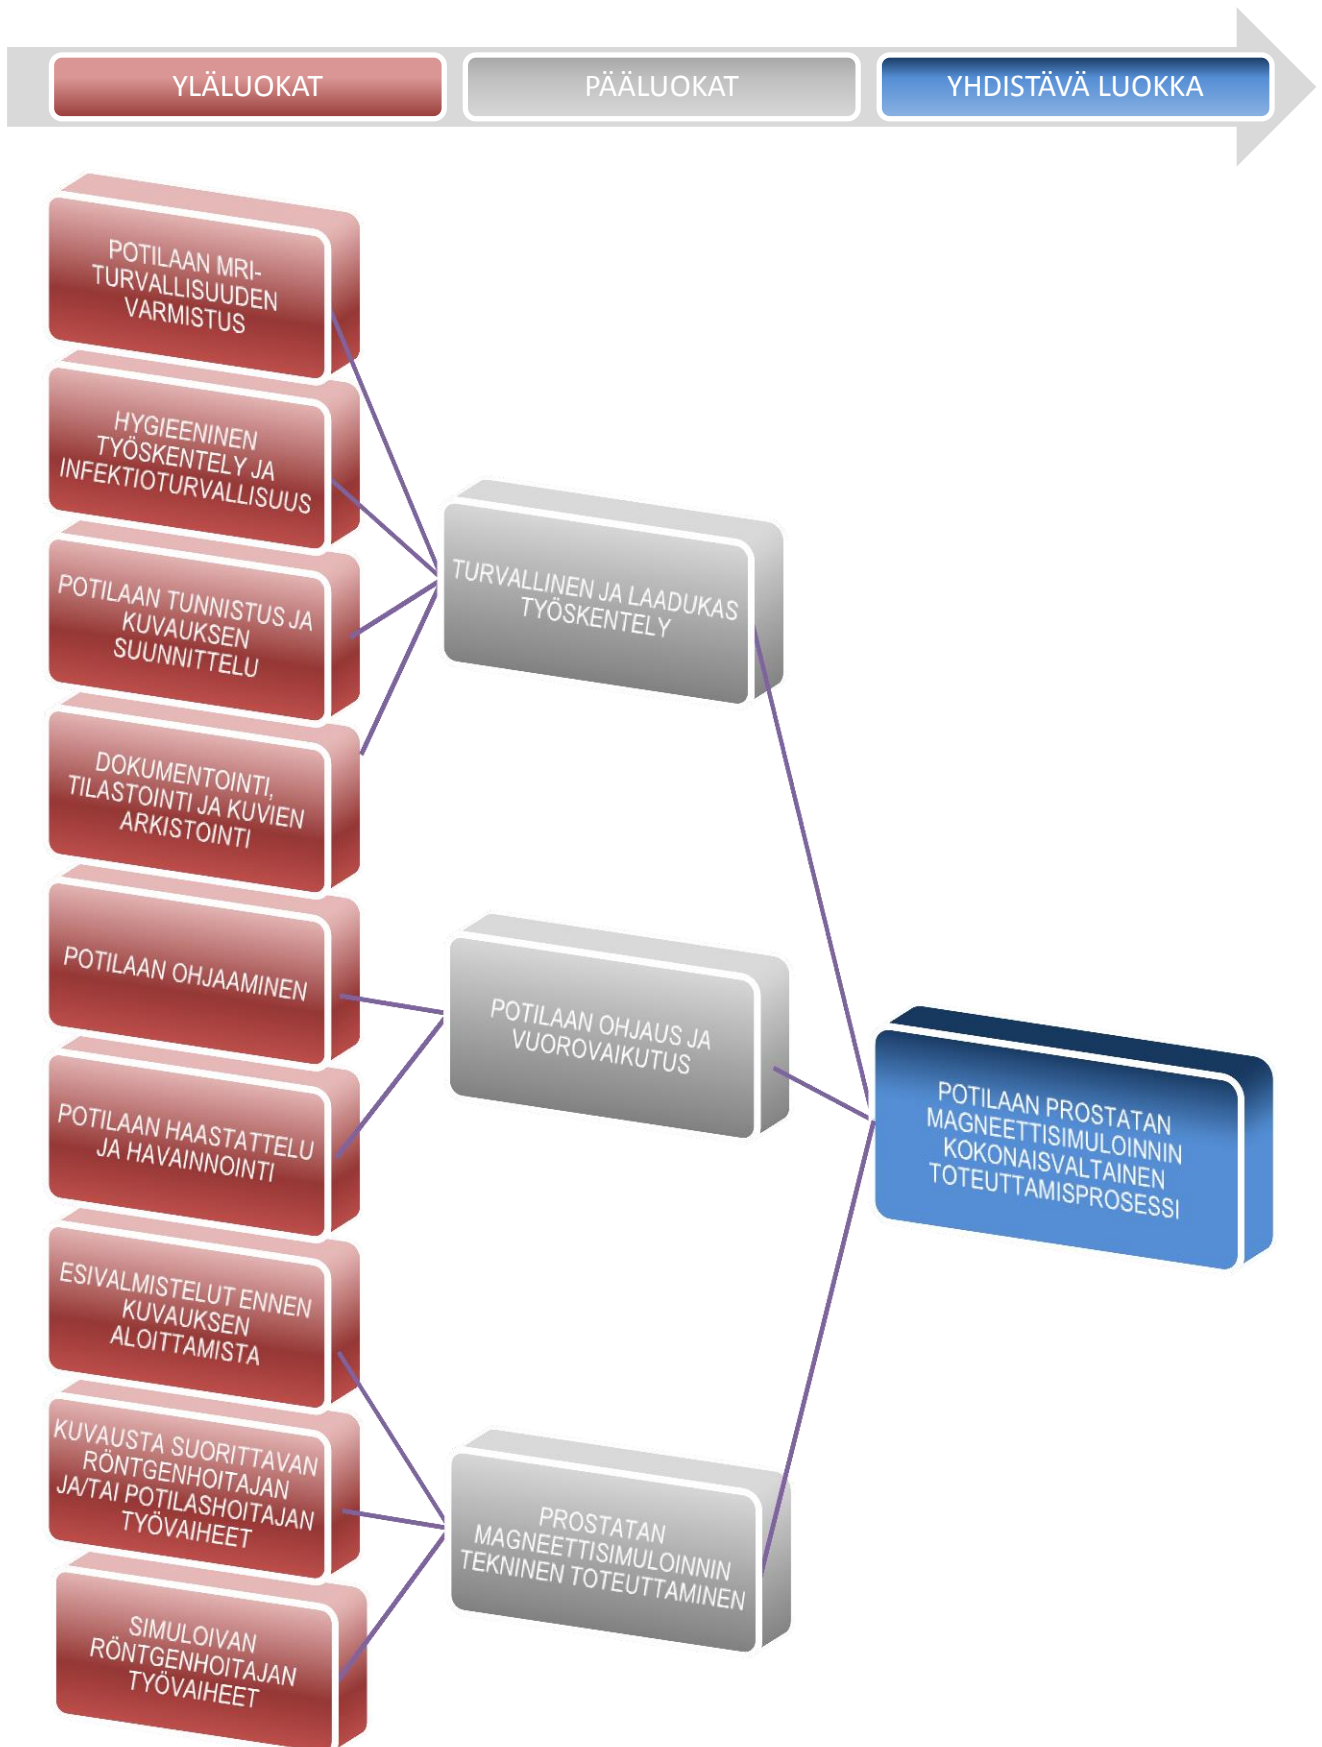 YLÄLUOKAT
PÄÄLUOKAT
YHDISTÄVÄ LUOKKA
POTILAAN MRI-
TURVALLISUUDEN
VARMISTUS
HYGIEENINEN
TYÖSKENTELY JA
INFEKTIOTURVALLISUUS
POTILAAN TUNNISTUS JA
KUVAUKSEN
SUUNNITTELU
DOKUMENTOINTI,
TILASTOINTI JA KUVIEN
ARKISTOINTI
POTILAAN OHJAAMINEN
POTILAAN HAASTATTELU
JA HAVAINNOINTI
ESIVALMISTELUT ENNEN
KUVAUKSEN
ALOITTAMISTA
KUVAUSTA SUORITTAVAN
RÖNTGENHOITAJAN
JA/TAI POTILASHOITAJAN
TYÖVAIHEET
SIMULOIVAN
RÖNTGENHOITAJAN
TYÖVAIHEET
TURVALLINEN JA LAADUKAS
TYÖSKENTELY
POTILAAN OHJAUS JA
VUOROVAIKUTUS
PROSTATAN
MAGNEETTISIMULOINNIN
TEKNINEN TOTEUTTAMINEN
POTILAAN PROSTATAN
MAGNEETTISIMULOINNIN
KOKONAISVALTAINEN
TOTEUTTAMISPROSESSI